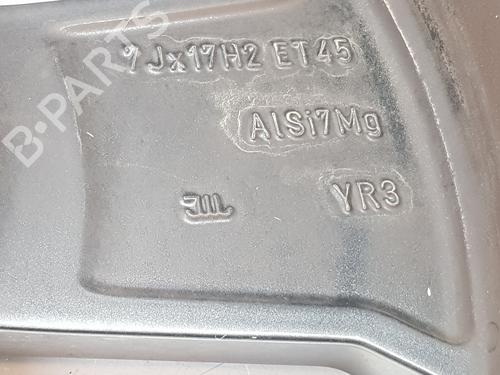 7Jx17H2 ET45
AlSi7Mg
YR3
B-PARTS